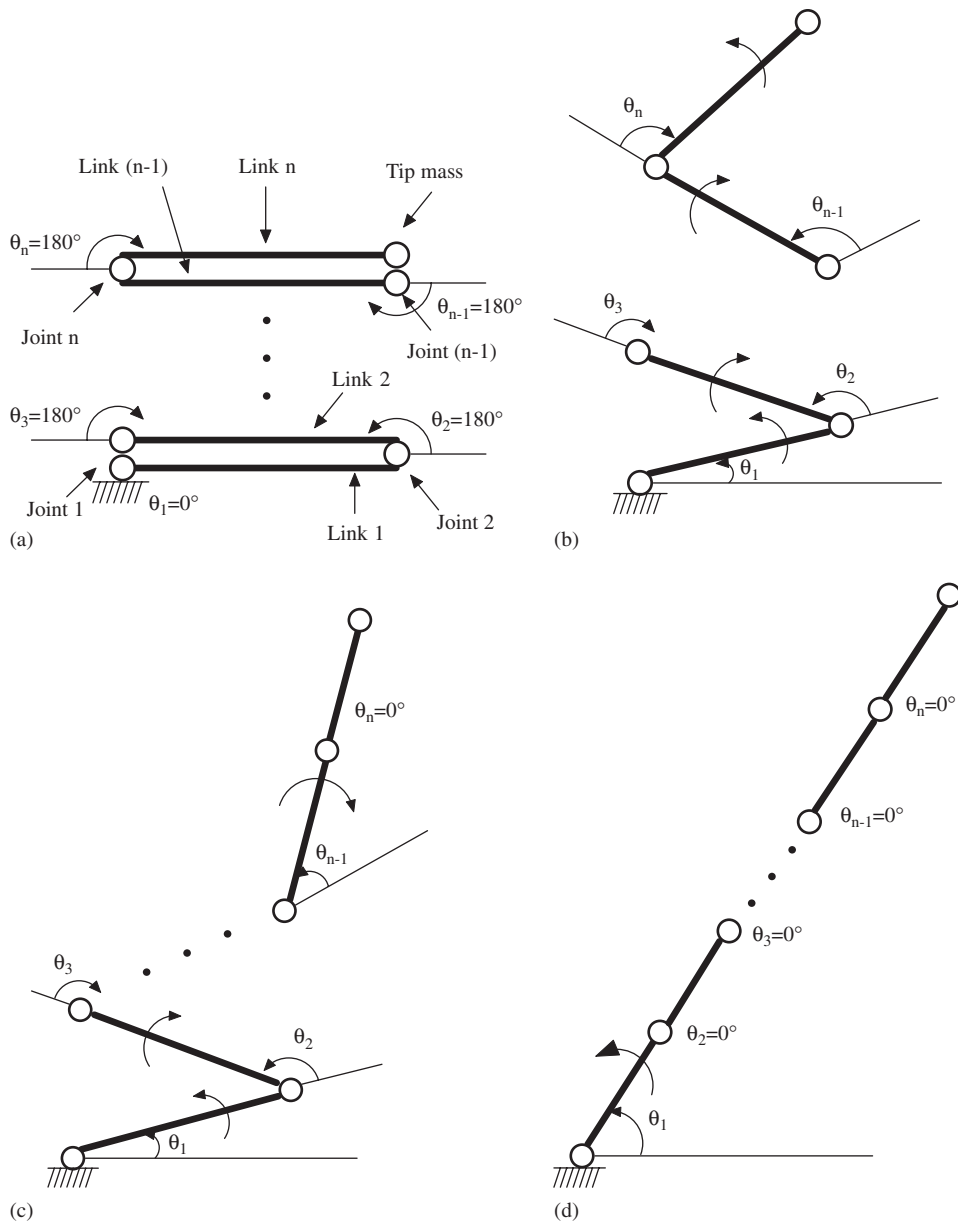 Link (n-1)
Link n
Tip mass
θn=180°
θn-1=180°
Joint n
Joint (n-1)
Link 2
θ3=180°
θ2=180°
Joint 1
θ1=0°
Link 1
Joint 2
(a)
θn
θn-1
θ3
θ2
θ1
(b)
θn=0°
θn-1
θ3
θ2
θ1
(c)
θn=0°
θn-1=0°
θ3=0°
θ2=0°
θ1
(d)